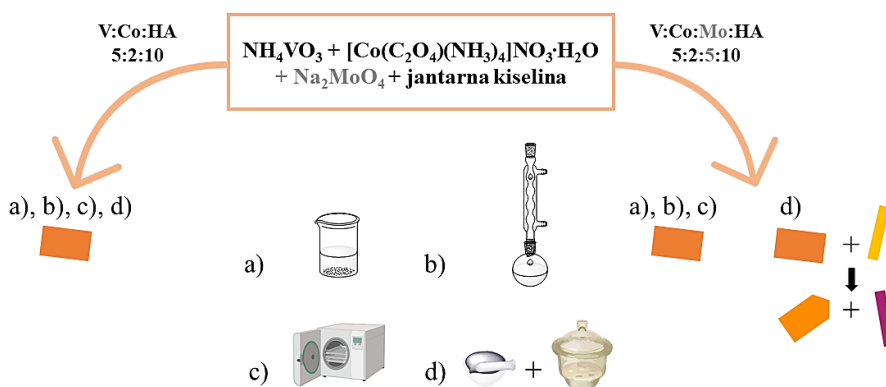 V:Co:HA
5:2:10
NH₄VO₃ + [Co(C₂O₄)(NH₃)₄]NO₃·H₂O
+ Na₂MoO₄ + jantarna kiselina
V:Co:Mo:HA
5:2:5:10
a), b), c), d)
a)
b)
a), b), c)
d)
+
+
c)
d)
+